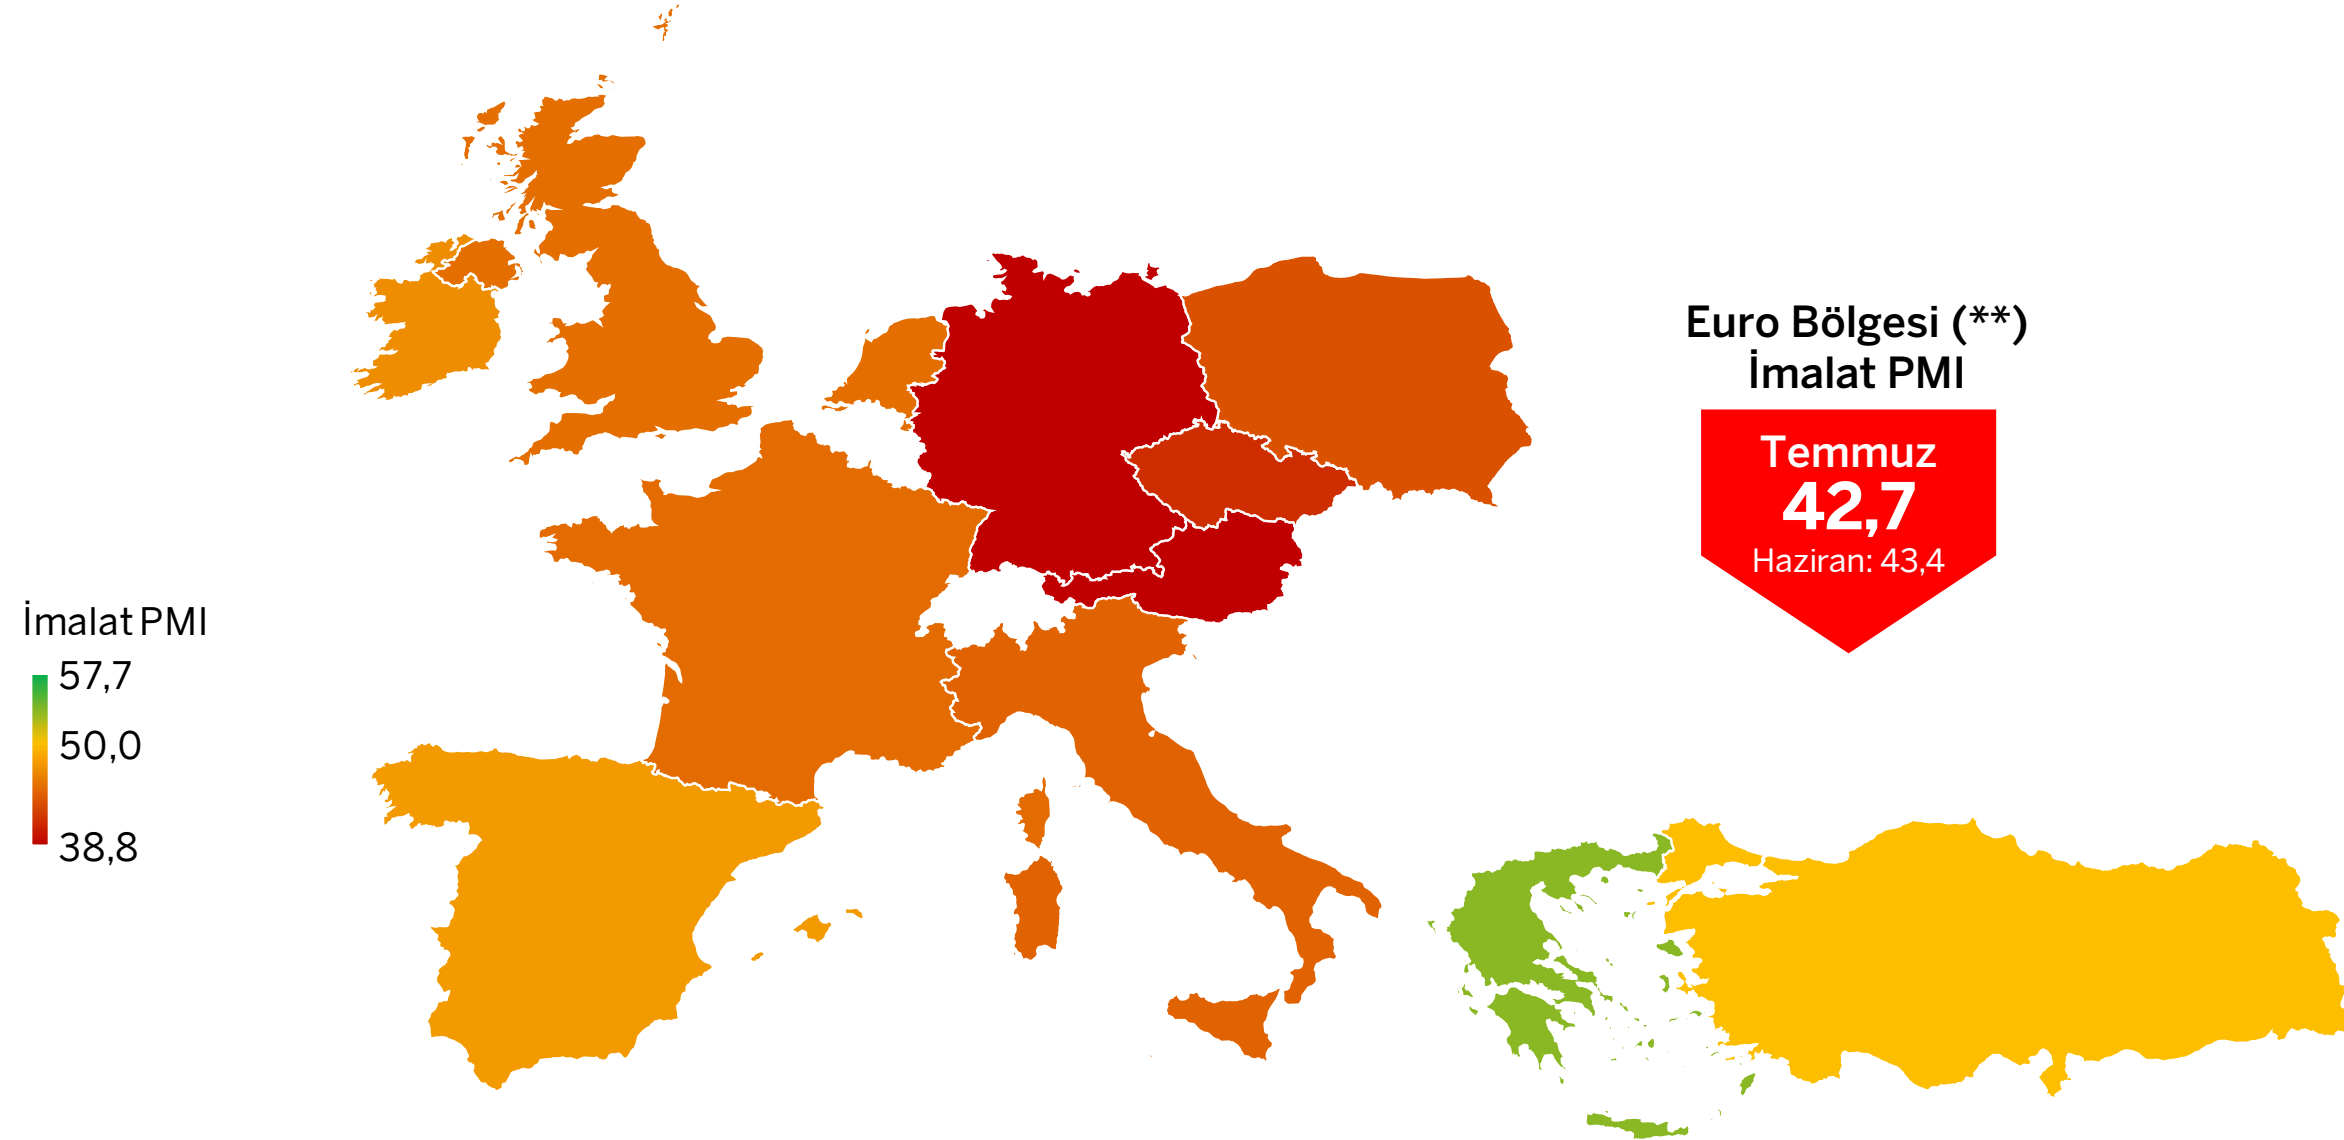 Euro Bölgesi (**)
İmalat PMI
Temmuz
42,7
Haziran: 43,4
İmalat PMI
57,7
50,0
38,8